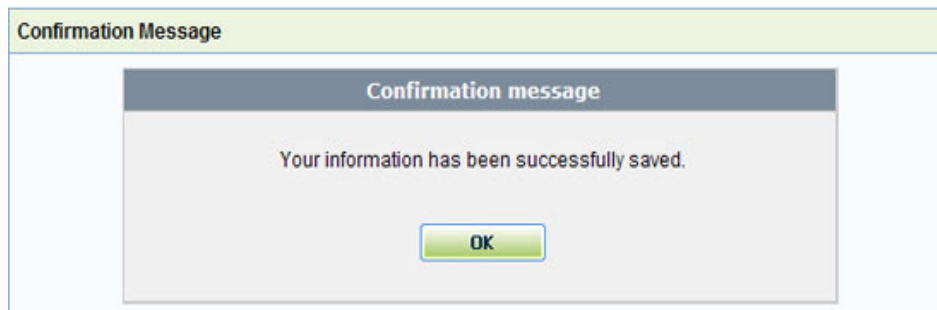 Confirmation Message
Confirmation message
Your information has been successfully saved.
OK